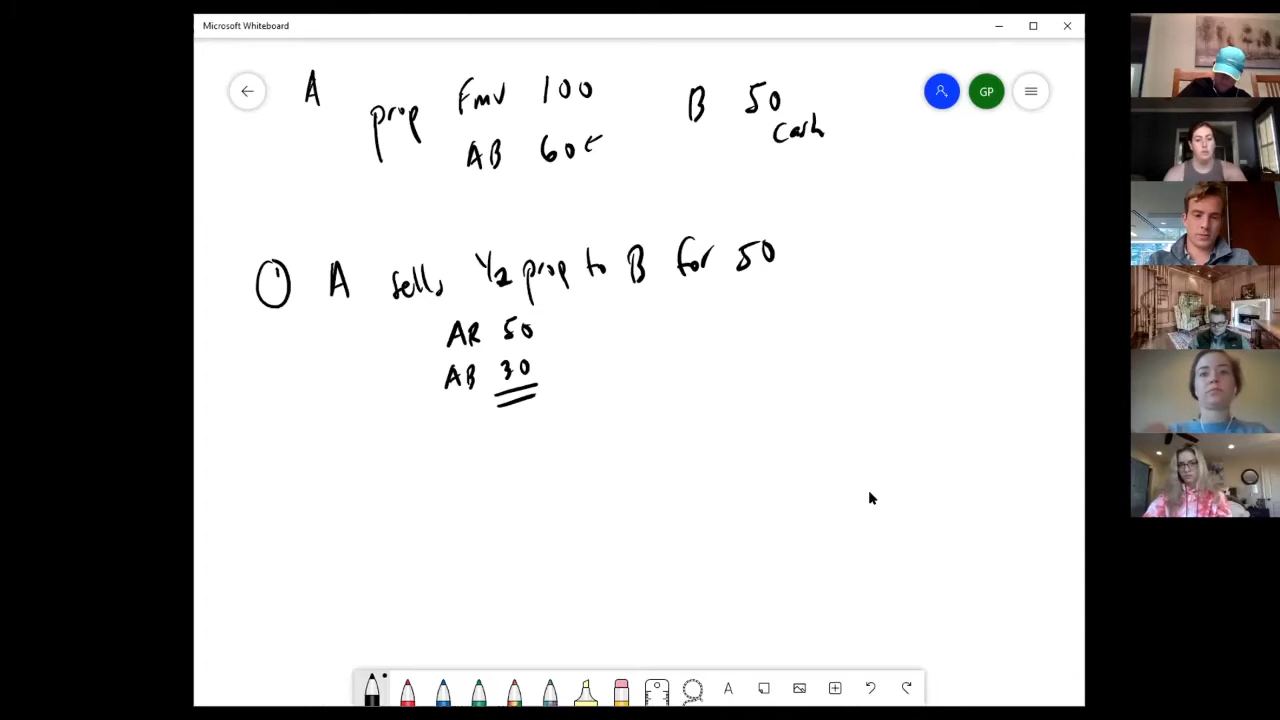 Microsoft Whiteboard
A prop FMV 100 B 50
AB 60 cash
GP
① A sells ½ prop to B for 50
AR 50
AB 30
A